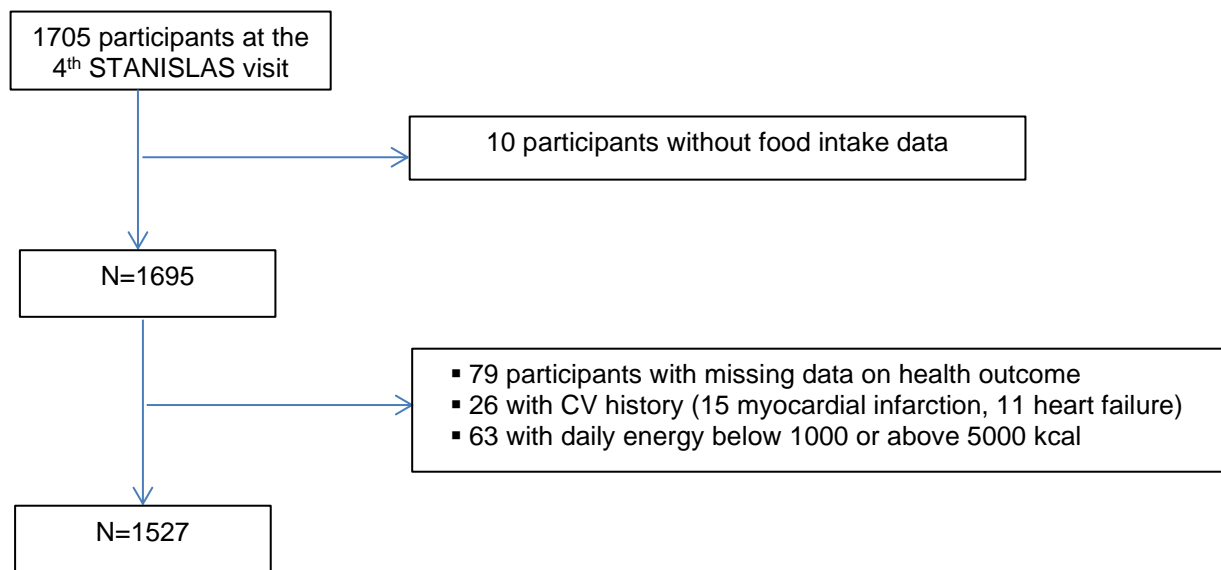 1705 participants at the
4th STANISLAS visit
10 participants without food intake data
N=1695
▪ 79 participants with missing data on health outcome
▪ 26 with CV history (15 myocardial infarction, 11 heart failure)
▪ 63 with daily energy below 1000 or above 5000 kcal
N=1527